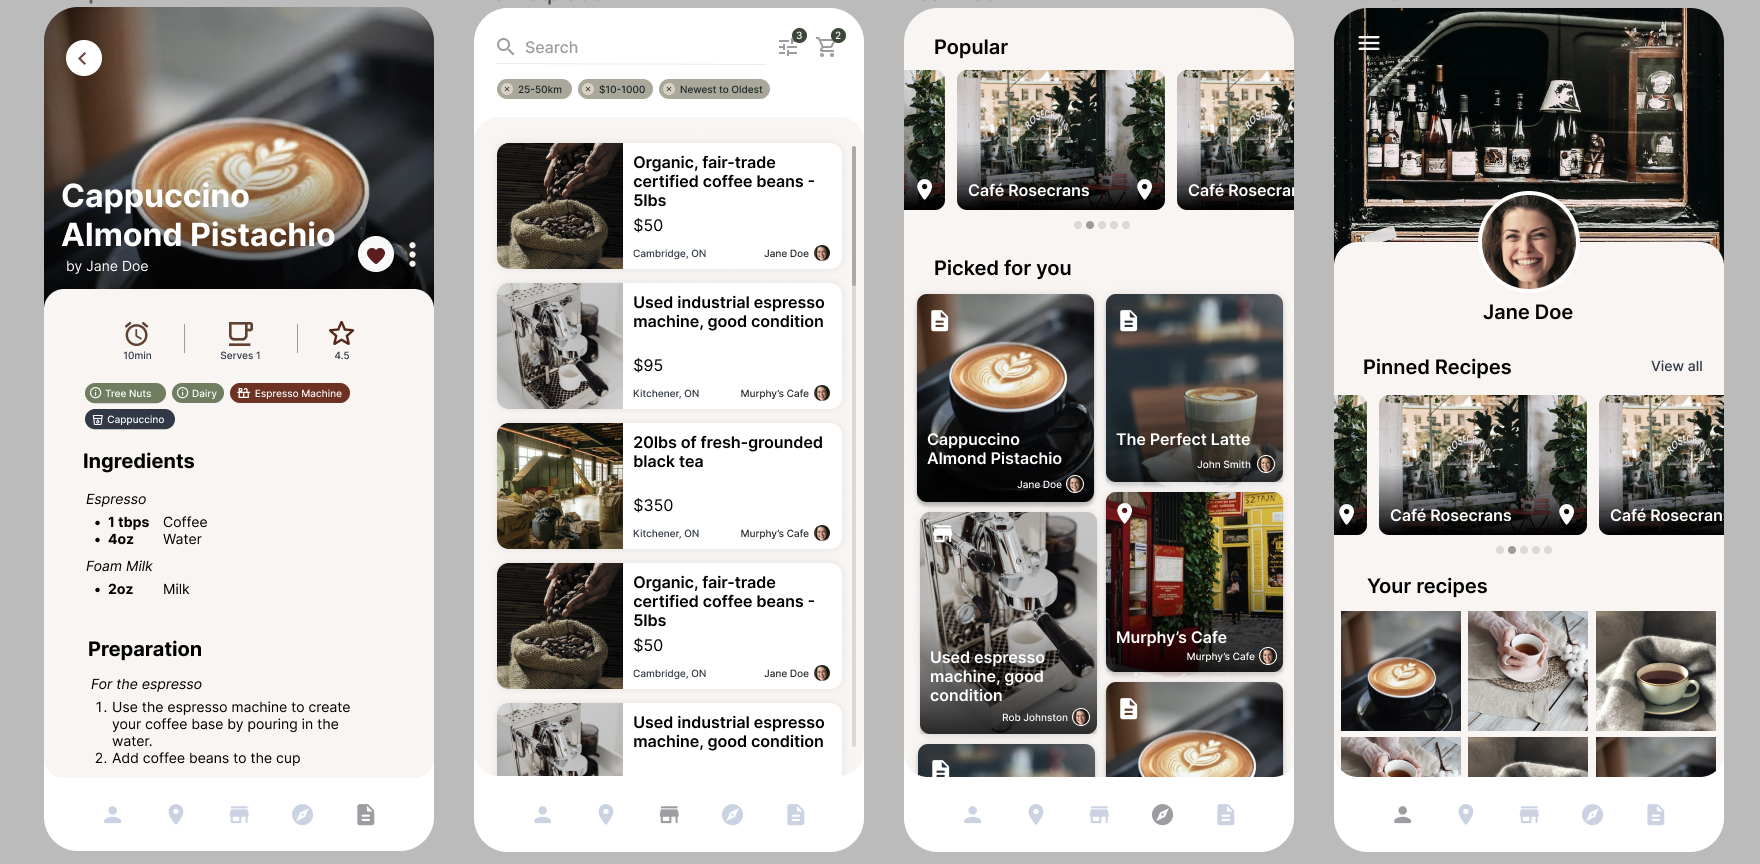 Cappuccino
Almond Pistachio
by Jane Doe
10min
Serves 1
4.5
Tree Nuts
Dairy
Espresso Machine
Cappuccino
Ingredients
Espresso
• 1 tbps Coffee
• 4oz Water
Foam Milk
• 2oz Milk
Preparation
For the espresso
1. Use the espresso machine to create
your coffee base by pouring in the
water.
2. Add coffee beans to the cup
Search
3
2
25-50km
$10-1000
Newest to Oldest
Organic, fair-trade
certified coffee beans -
5lbs
$50
Cambridge, ON
Jane Doe
Used industrial espresso
machine, good condition
$95
Kitchener, ON
Murphy's Cafe
20lbs of fresh-grounded
black tea
$350
Kitchener, ON
Murphy's Cafe
Organic, fair-trade
certified coffee beans -
5lbs
$50
Cambridge, ON
Jane Doe
Used industrial espresso
machine, good condition
Popular
Café Rosecrans
Café Rosecran
Picked for you
Cappuccino
Almond Pistachio
Jane Doe
The Perfect Latte
John Smith
Used espresso
machine, good
condition
Rob Johnston
SZTAJN
Murphy's Cafe
Murphy's Cafe
Jane Doe
Pinned Recipes
View all
Café Rosecrans
Café Rosecran
Your recipes